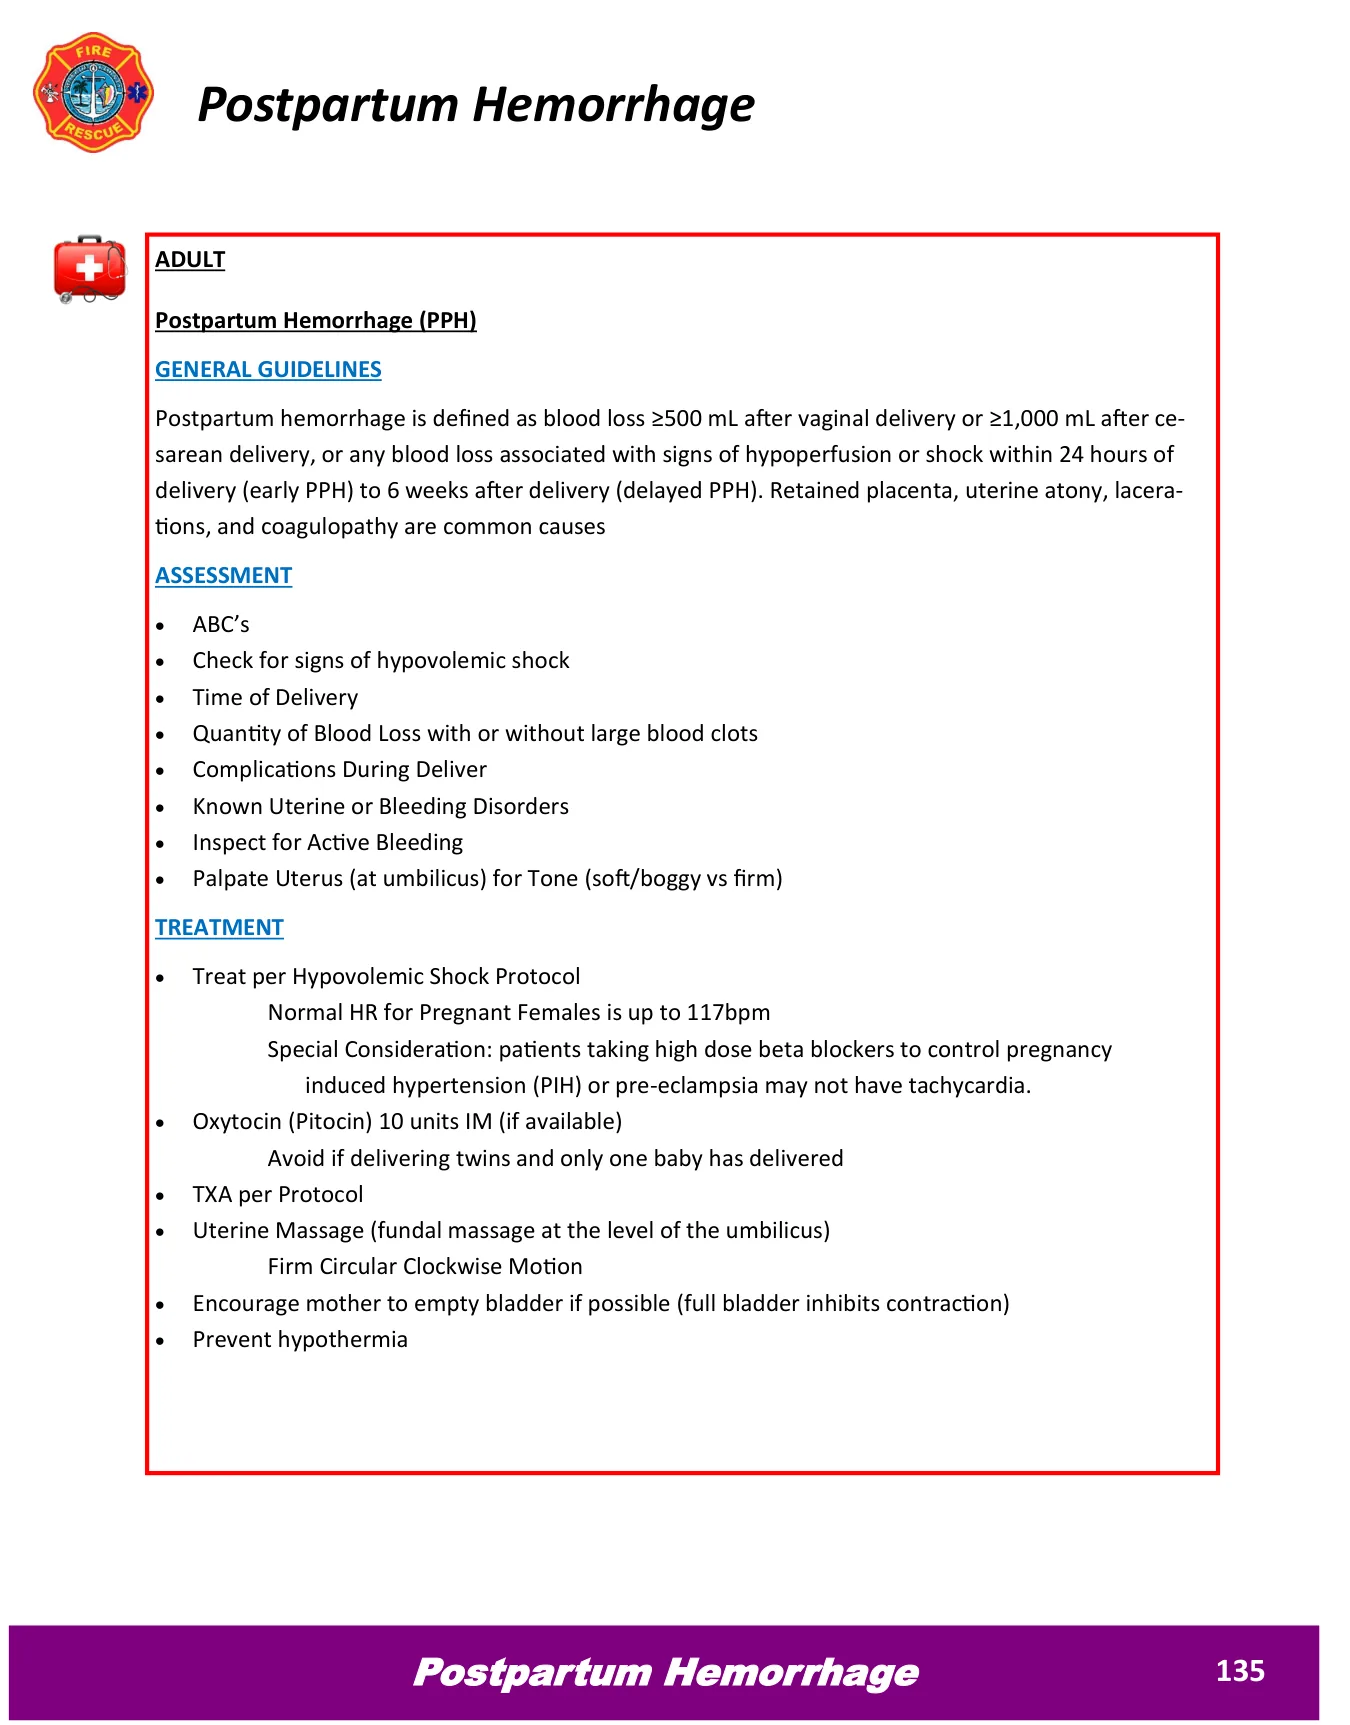 FIRE
RESCUE
Postpartum Hemorrhage
ADULT
Postpartum Hemorrhage (PPH)
GENERAL GUIDELINES
Postpartum hemorrhage is defined as blood loss ≥500 mL after vaginal delivery or ≥1,000 mL after ce-
sarean delivery, or any blood loss associated with signs of hypoperfusion or shock within 24 hours of
delivery (early PPH) to 6 weeks after delivery (delayed PPH). Retained placenta, uterine atony, lacera-
tions, and coagulopathy are common causes
ASSESSMENT
• ABC’s
• Check for signs of hypovolemic shock
• Time of Delivery
• Quantity of Blood Loss with or without large blood clots
• Complications During Deliver
• Known Uterine or Bleeding Disorders
• Inspect for Active Bleeding
• Palpate Uterus (at umbilicus) for Tone (soft/boggy vs firm)
TREATMENT
• Treat per Hypovolemic Shock Protocol
Normal HR for Pregnant Females is up to 117bpm
Special Consideration: patients taking high dose beta blockers to control pregnancy
induced hypertension (PIH) or pre-eclampsia may not have tachycardia.
• Oxytocin (Pitocin) 10 units IM (if available)
Avoid if delivering twins and only one baby has delivered
• TXA per Protocol
• Uterine Massage (fundal massage at the level of the umbilicus)
Firm Circular Clockwise Motion
• Encourage mother to empty bladder if possible (full bladder inhibits contraction)
• Prevent hypothermia
Postpartum Hemorrhage
135